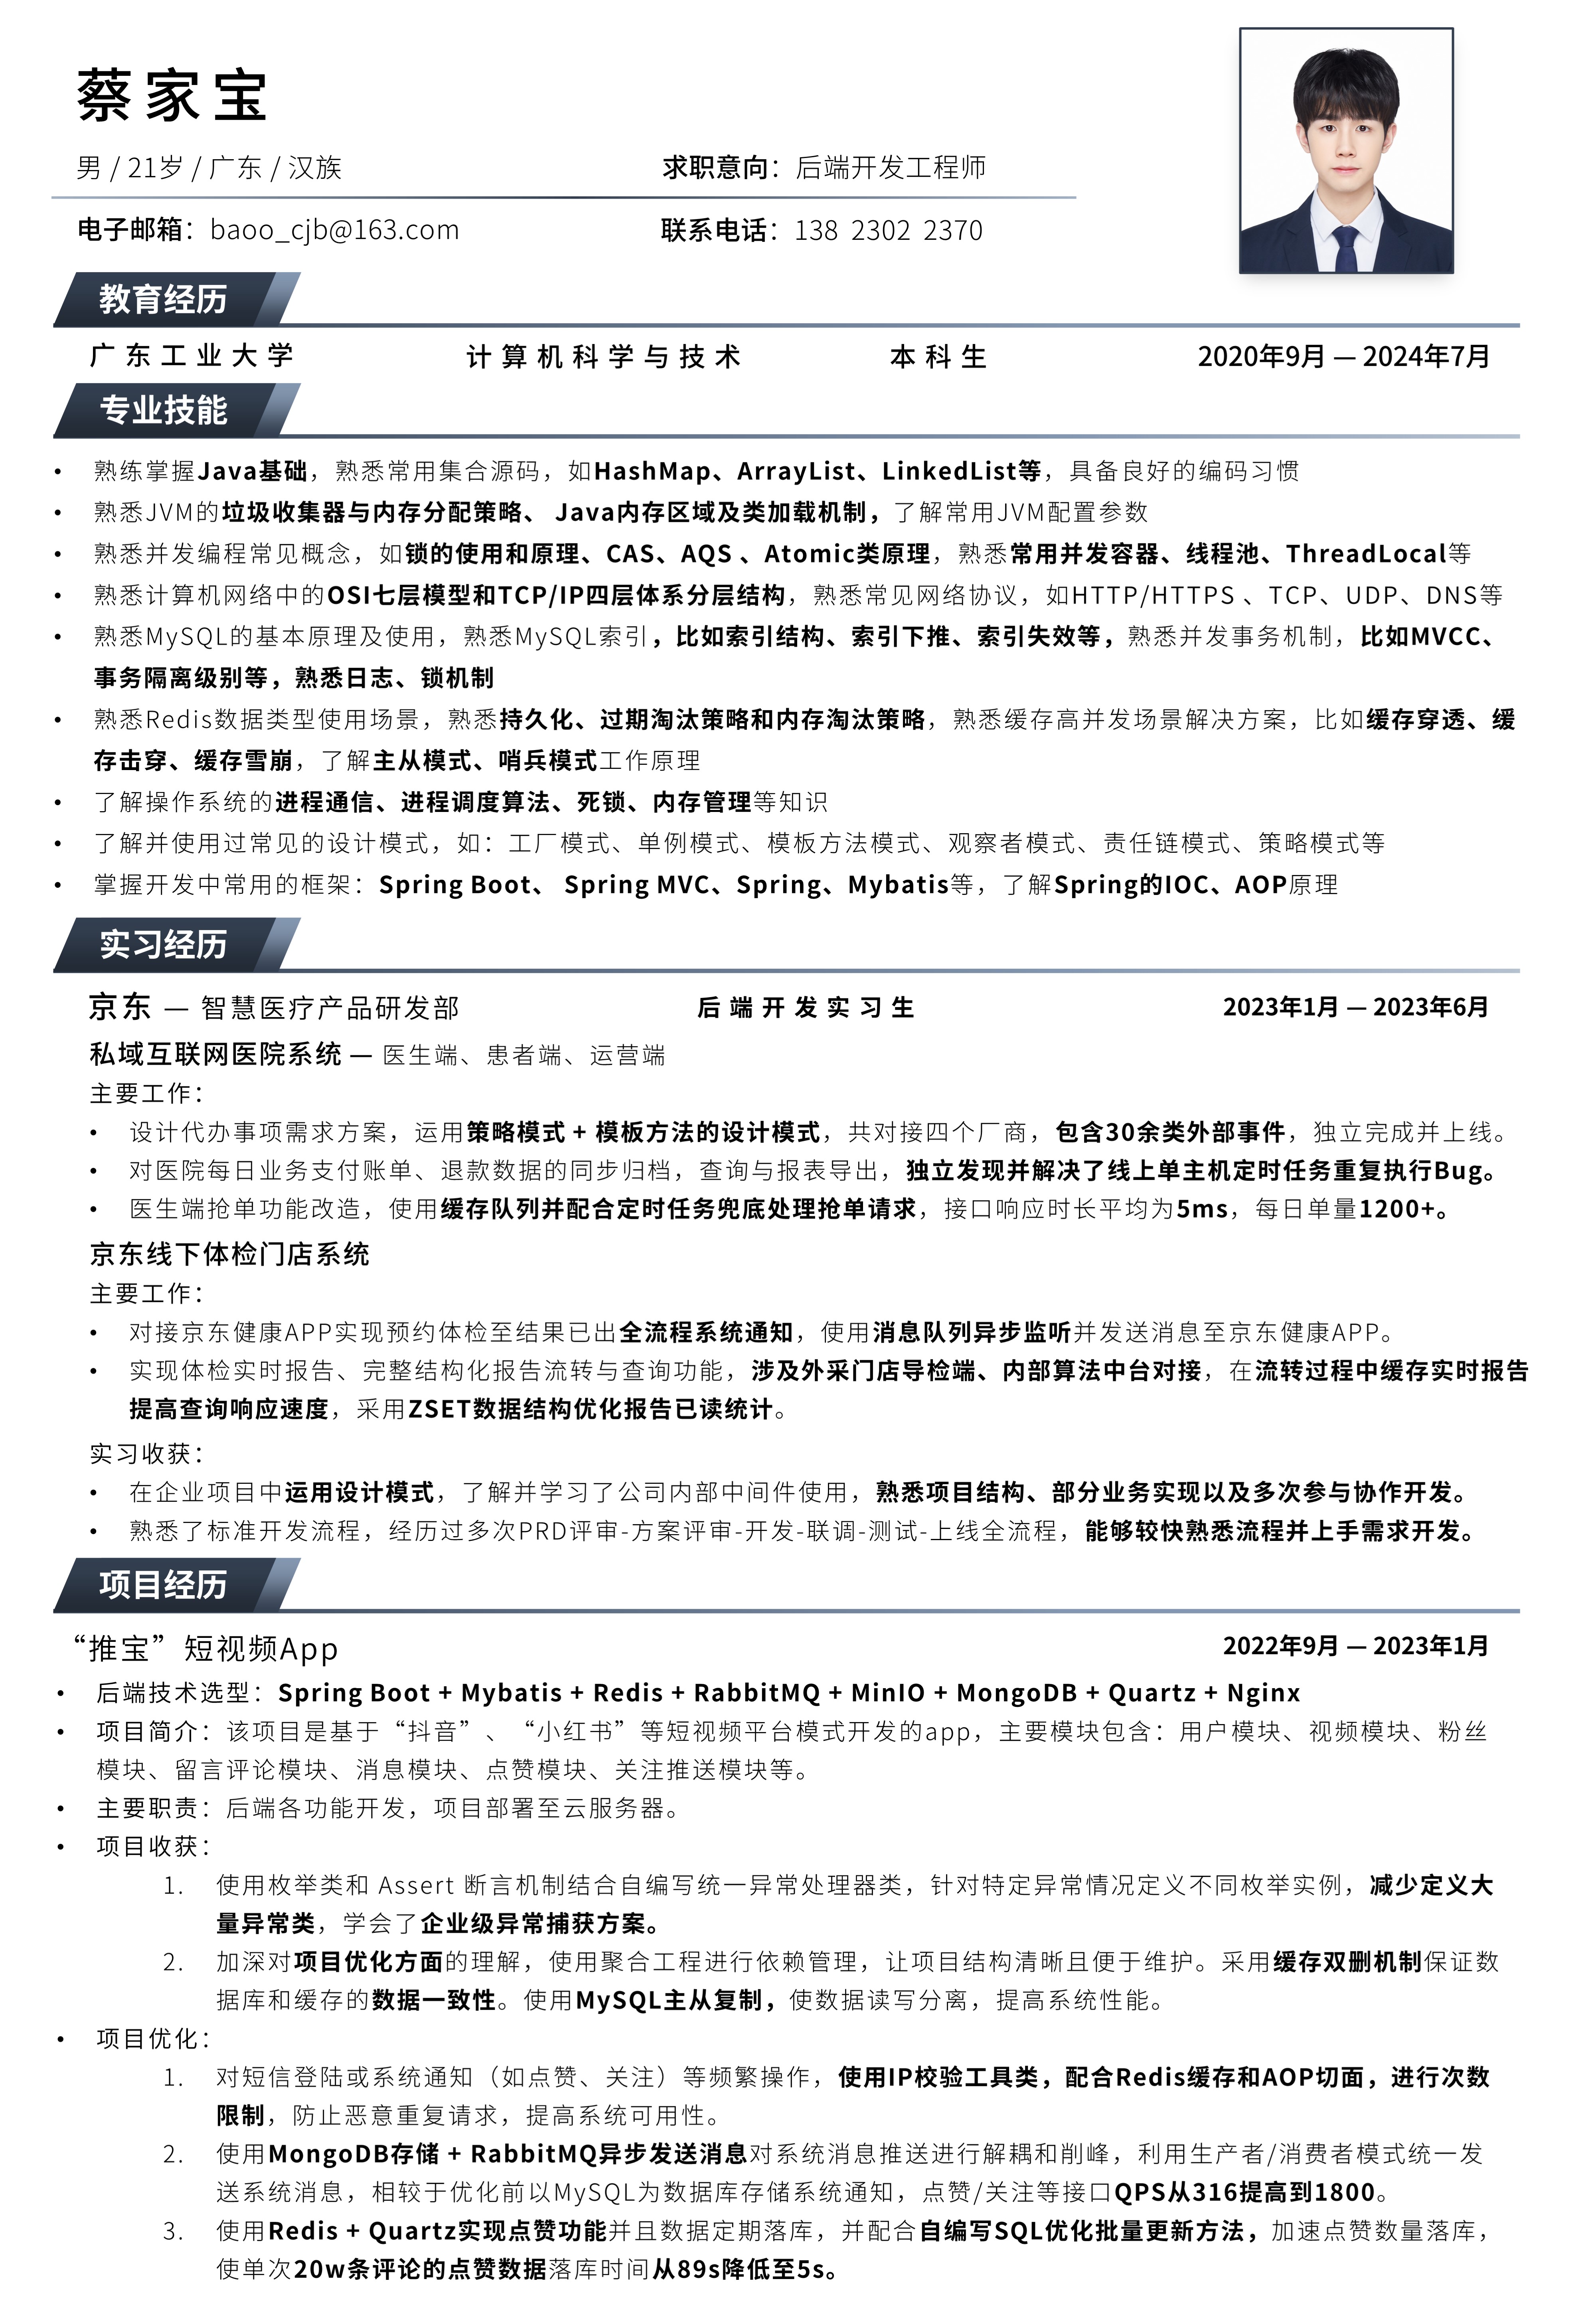 蔡家宝
男 / 21岁 / 广东 / 汉族 求职意向：后端开发工程师
电子邮箱：baoo_cjb@163.com 联系电话：138 2302 2370
教育经历
广东工业大学 计算机科学与技术 本科生 2020年9月 — 2024年7月
专业技能
• 熟练掌握Java基础，熟悉常用集合源码，如HashMap、ArrayList、LinkedList等，具备良好的编码习惯
• 熟悉JVM的垃圾收集器与内存分配策略、 Java内存区域及类加载机制，了解常用JVM配置参数
• 熟悉并发编程常见概念，如锁的使用和原理、CAS、AQS 、Atomic类原理，熟悉常用并发容器、线程池、ThreadLocal等
• 熟悉计算机网络中的OSI七层模型和TCP/IP四层体系分层结构，熟悉常见网络协议，如HTTP/HTTPS 、TCP、UDP、DNS等
• 熟悉MySQL的基本原理及使用，熟悉MySQL索引，比如索引结构、索引下推、索引失效等，熟悉并发事务机制，比如MVCC、
事务隔离级别等，熟悉日志、锁机制
• 熟悉Redis数据类型使用场景，熟悉持久化、过期淘汰策略和内存淘汰策略，熟悉缓存高并发场景解决方案，比如缓存穿透、缓
存击穿、缓存雪崩，了解主从模式、哨兵模式工作原理
• 了解操作系统的进程通信、进程调度算法、死锁、内存管理等知识
• 了解并使用过常见的设计模式，如：工厂模式、单例模式、模板方法模式、观察者模式、责任链模式、策略模式等
• 掌握开发中常用的框架：Spring Boot、 Spring MVC、Spring、Mybatis等，了解Spring的IOC、AOP原理
实习经历
京东 — 智慧医疗产品研发部 后端开发实习生 2023年1月 — 2023年6月
私域互联网医院系统 — 医生端、患者端、运营端
主要工作：
• 设计代办事项需求方案，运用策略模式 + 模板方法的设计模式，共对接四个厂商，包含30余类外部事件，独立完成并上线。
• 对医院每日业务支付账单、退款数据的同步归档，查询与报表导出，独立发现并解决了线上单主机定时任务重复执行Bug。
• 医生端抢单功能改造，使用缓存队列并配合定时任务兜底处理抢单请求，接口响应时长平均为5ms，每日单量1200+。
京东线下体检门店系统
主要工作：
• 对接京东健康APP实现预约体检至结果已出全流程系统通知，使用消息队列异步监听并发送消息至京东健康APP。
• 实现体检实时报告、完整结构化报告流转与查询功能，涉及外采门店导检端、内部算法中台对接，在流转过程中缓存实时报告
提高查询响应速度，采用ZSET数据结构优化报告已读统计。
实习收获：
• 在企业项目中运用设计模式，了解并学习了公司内部中间件使用，熟悉项目结构、部分业务实现以及多次参与协作开发。
• 熟悉了标准开发流程，经历过多次PRD评审-方案评审-开发-联调-测试-上线全流程，能够较快熟悉流程并上手需求开发。
项目经历
“推宝”短视频App 2022年9月 — 2023年1月
• 后端技术选型：Spring Boot + Mybatis + Redis + RabbitMQ + MinIO + MongoDB + Quartz + Nginx
• 项目简介：该项目是基于“抖音”、“小红书”等短视频平台模式开发的app，主要模块包含：用户模块、视频模块、粉丝
模块、留言评论模块、消息模块、点赞模块、关注推送模块等。
• 主要职责：后端各功能开发，项目部署至云服务器。
• 项目收获：
1. 使用枚举类和 Assert 断言机制结合自编写统一异常处理器类，针对特定异常情况定义不同枚举实例，减少定义大
量异常类，学会了企业级异常捕获方案。
2. 加深对项目优化方面的理解，使用聚合工程进行依赖管理，让项目结构清晰且便于维护。采用缓存双删机制保证数
据库和缓存的数据一致性。使用MySQL主从复制，使数据读写分离，提高系统性能。
• 项目优化：
1. 对短信登陆或系统通知（如点赞、关注）等频繁操作，使用IP校验工具类，配合Redis缓存和AOP切面，进行次数
限制，防止恶意重复请求，提高系统可用性。
2. 使用MongoDB存储 + RabbitMQ异步发送消息对系统消息推送进行解耦和削峰，利用生产者/消费者模式统一发
送系统消息，相较于优化前以MySQL为数据库存储系统通知，点赞/关注等接口QPS从316提高到1800。
3. 使用Redis + Quartz实现点赞功能并且数据定期落库，并配合自编写SQL优化批量更新方法，加速点赞数量落库，
使单次20w条评论的点赞数据落库时间从89s降低至5s。